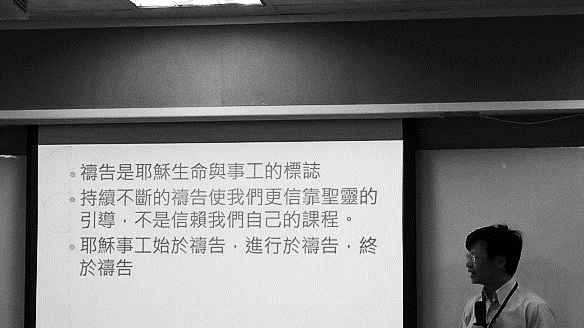 禱告是耶穌生命與事工的標誌
持續不斷的禱告使我們更信靠聖靈的
引導，不是信賴我們自己的課程。
耶穌事工始於禱告，進行於禱告，終
於禱告